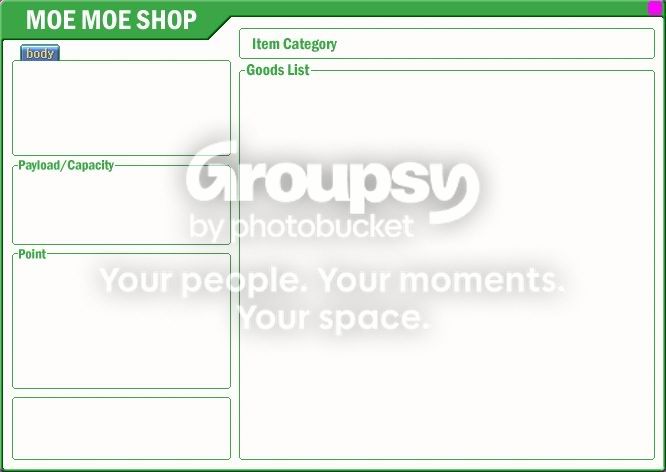 MOE MOE SHOP
Item Category
body
Goods List
Payload/Capacity
Point
Groupsy
by photobucket
Your people. Your moments.
Your space.